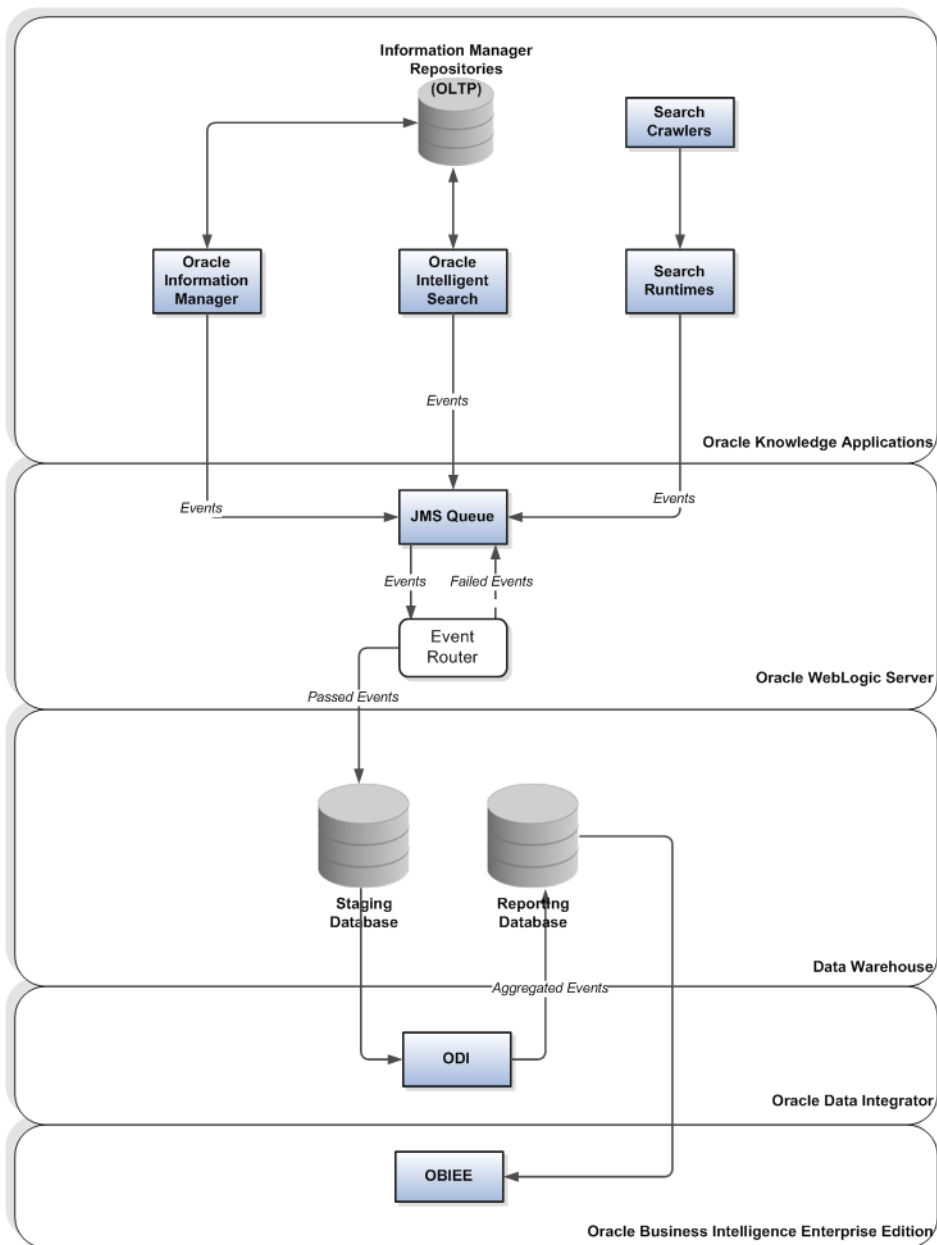 Information Manager
Repositories
(OLTP)
Search
Crawlers
Oracle
Information
Manager
Oracle
Intelligent
Search
Search
Runtimes
Events
Oracle Knowledge Applications
Events
JMS Queue
Events
Events
Failed Events
Event
Router
Oracle WebLogic Server
Passed Events
Staging
Database
Reporting
Database
Data Warehouse
Aggregated Events
ODI
Oracle Data Integrator
OBIEE
Oracle Business Intelligence Enterprise Edition